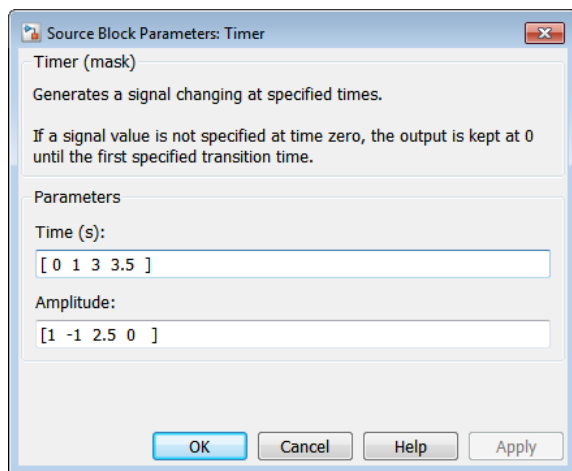 Source Block Parameters: Timer
Timer (mask)
Generates a signal changing at specified times.
If a signal value is not specified at time zero, the output is kept at 0
until the first specified transition time.
Parameters
Time (s):
[ 0 1 3 3.5 ]
Amplitude:
[1 -1 2.5 0 ]
OK Cancel Help Apply